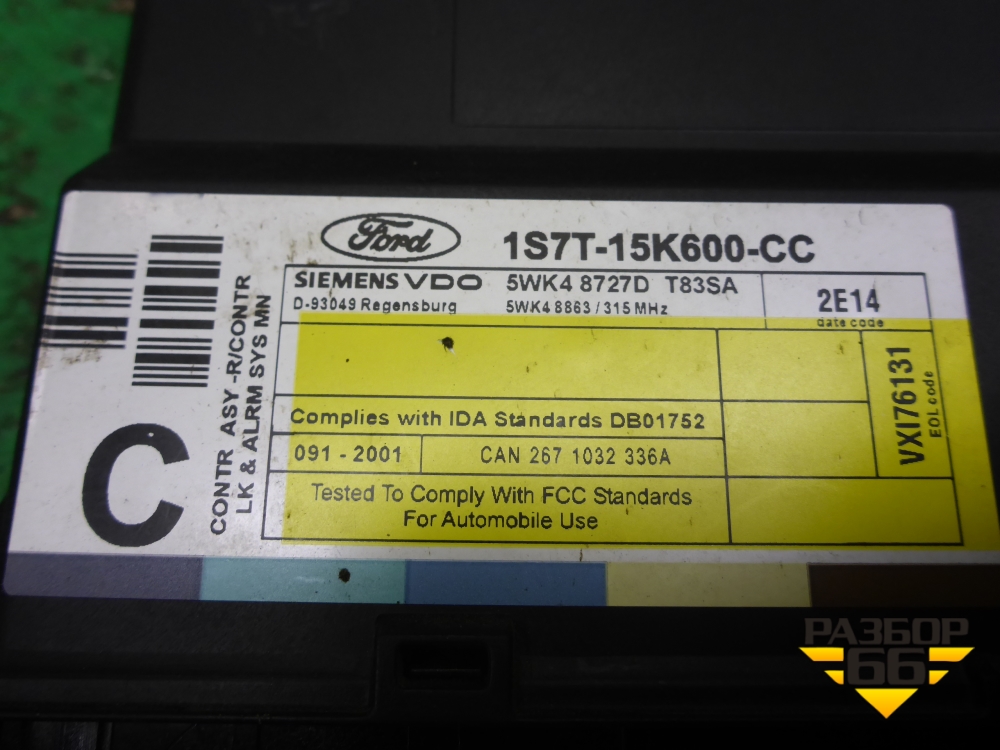 Ford
1S7T-15K600-CC
SIEMENS VDO 5WK4 8727D T83SA
D-93049 Regensburg 5WK4 8863 / 315 MHz
2E14
date code
CONTR ASY -R/CONTR
LK & ALRM SYS MN
C
Complies with IDA Standards DB01752
091 - 2001 CAN 267 1032 336A
Tested To Comply With FCC Standards
For Automobile Use
VXI76131
EOL code
РАЗБОР
66